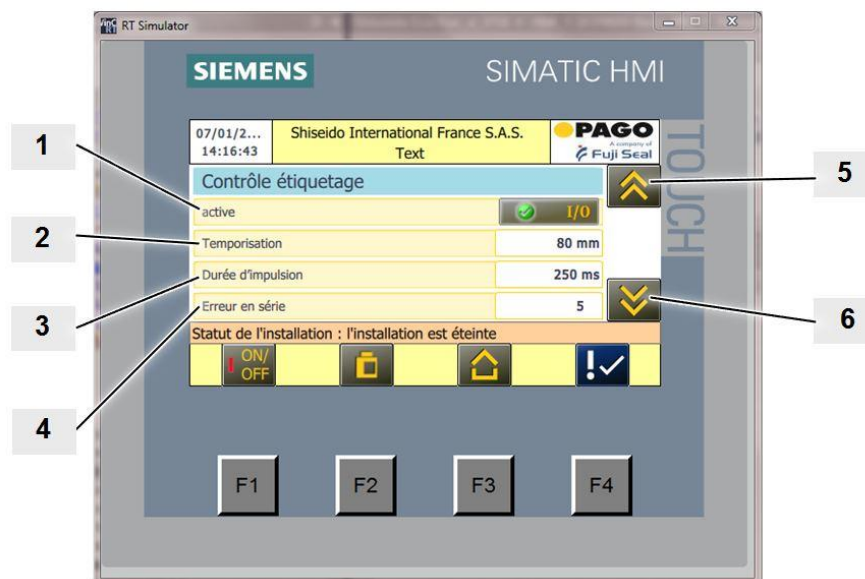 RT Simulator
SIEMENS
SIMATIC HMI
TOUCH
07/01/2...
14:16:43
Shiseido International France S.A.S.
Text
PAGO
A company of
Fuji Seal
Contrôle étiquetage
active
I/O
Temporisation
80 mm
Durée d'impulsion
250 ms
Erreur en série
5
Statut de l'installation : l'installation est éteinte
I ON/
OFF
!
F1
F2
F3
F4
1
2
3
4
5
6